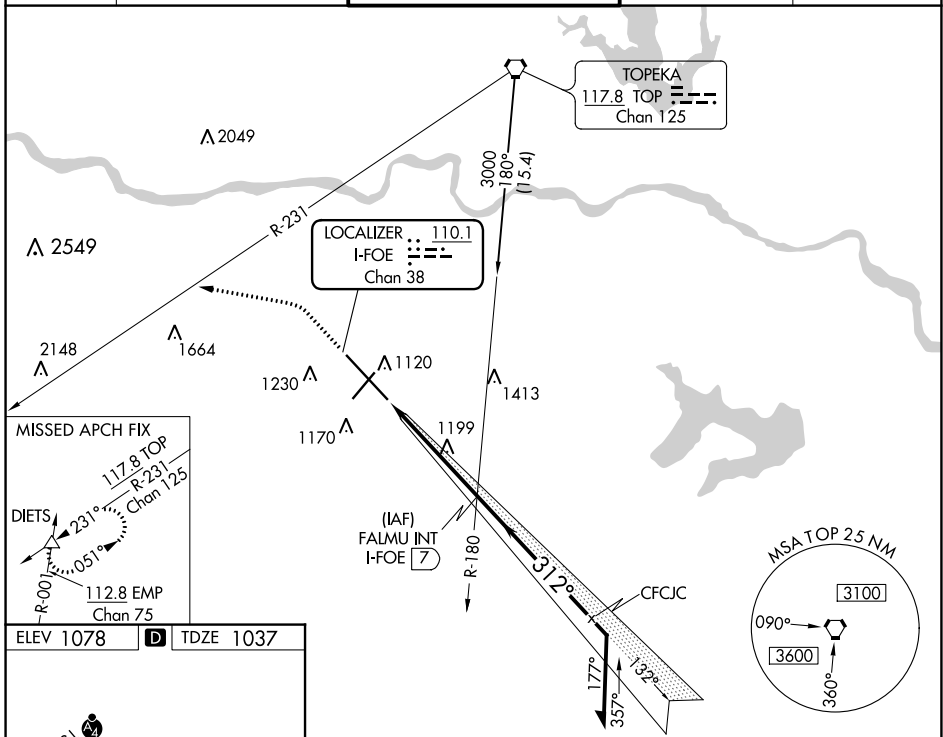 TOPEKA
117.8 TOP
Chan 125
2049
3000
180°
(15.4)
R-231
LOCALIZER 110.1
I-FOE
Chan 38
2549
2148
1664
1230
1120
1413
1170
1199
MISSED APCH FIX
117.8 TOP
R-231
Chan 125
DIETS
231°
051°
R-001
112.8 EMP
Chan 75
(IAF)
FALMU INT
I-FOE 7
R-180
312°
CFCJC
177°
357°
132°
MSA TOP 25 NM
3100
090°
3600
360°
ELEV 1078 D TDZE 1037
A4